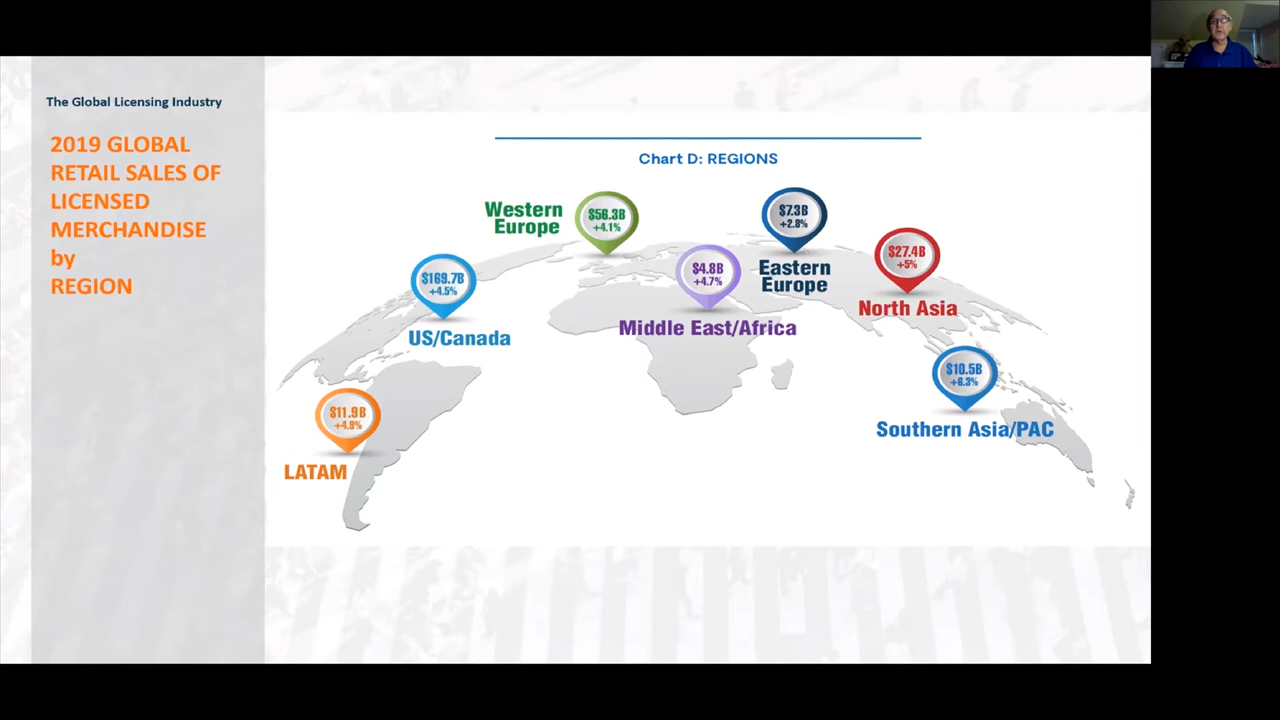 The Global Licensing Industry
2019 GLOBAL
RETAIL SALES OF
LICENSED
MERCHANDISE
by
REGION
Chart D: REGIONS
Western
Europe
$56.3B
+4.1%
$7.3B
+2.8%
Eastern
Europe
$27.4B
+5%
North Asia
$169.7B
+4.5%
US/Canada
$4.8B
+4.7%
Middle East/Africa
$10.5B
+6.3%
Southern Asia/PAC
$11.9B
+4.9%
LATAM